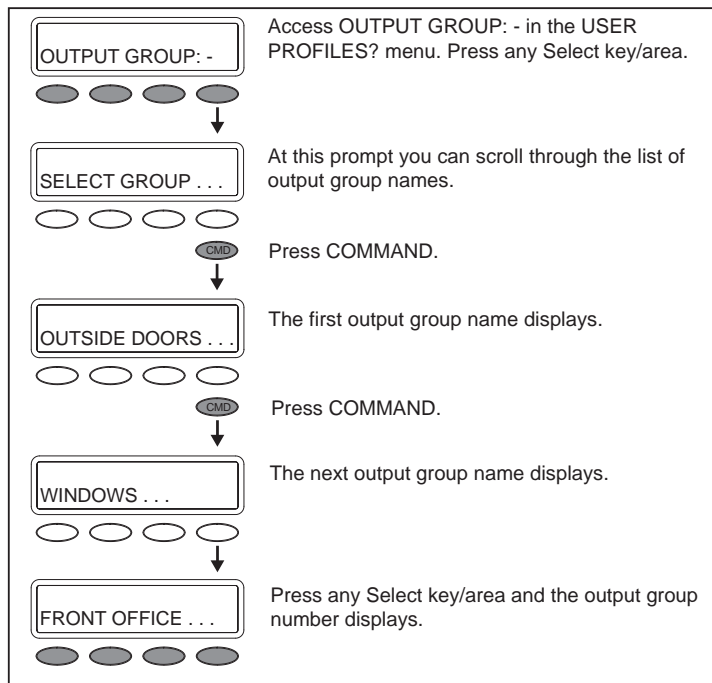 OUTPUT GROUP: -
Access OUTPUT GROUP: - in the USER
PROFILES? menu. Press any Select key/area.
SELECT GROUP . . .
At this prompt you can scroll through the list of
output group names.
CMD
Press COMMAND.
OUTSIDE DOORS . . .
The first output group name displays.
CMD
Press COMMAND.
WINDOWS . . .
The next output group name displays.
FRONT OFFICE . . .
Press any Select key/area and the output group
number displays.